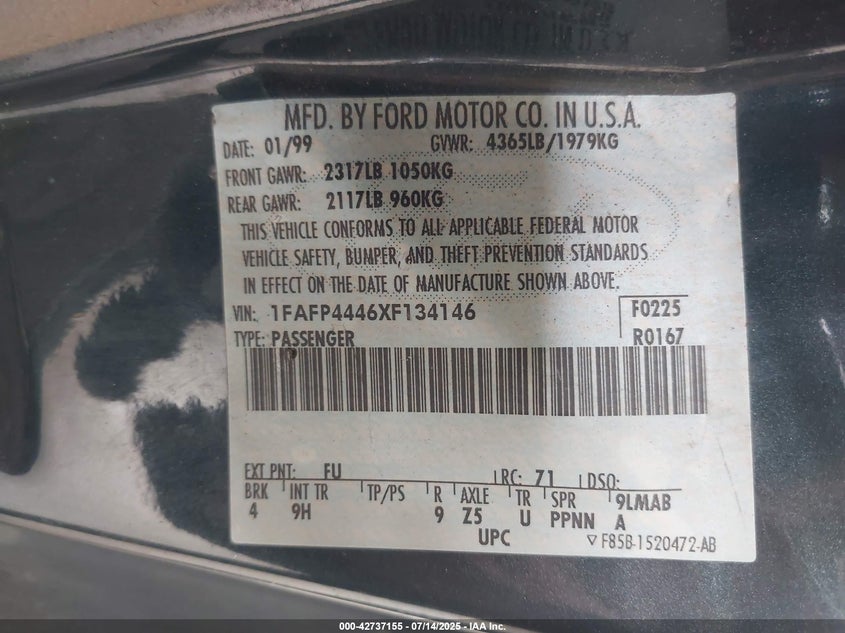 MFD. BY FORD MOTOR CO. IN U.S.A.
DATE: 01/99 GVWR: 4365LB/1979KG
FRONT GAWR: 2317LB 1050KG
REAR GAWR: 2117LB 960KG
THIS VEHICLE CONFORMS TO ALL APPLICABLE FEDERAL MOTOR
VEHICLE SAFETY, BUMPER, AND THEFT PREVENTION STANDARDS
IN EFFECT ON THE DATE OF MANUFACTURE SHOWN ABOVE.
VIN: 1FAFP4446XF134146 F0225
TYPE: PASSENGER R0167
EXT PNT: FU RC: 71 DSO:
BRK INT TR TP/PS R AXLE TR SPR 9LMAB
4 9H 9 Z5 U PPNN A
UPC F85B-1520472-AB
000-42737155 - 07/14/2025 - IAA Inc.